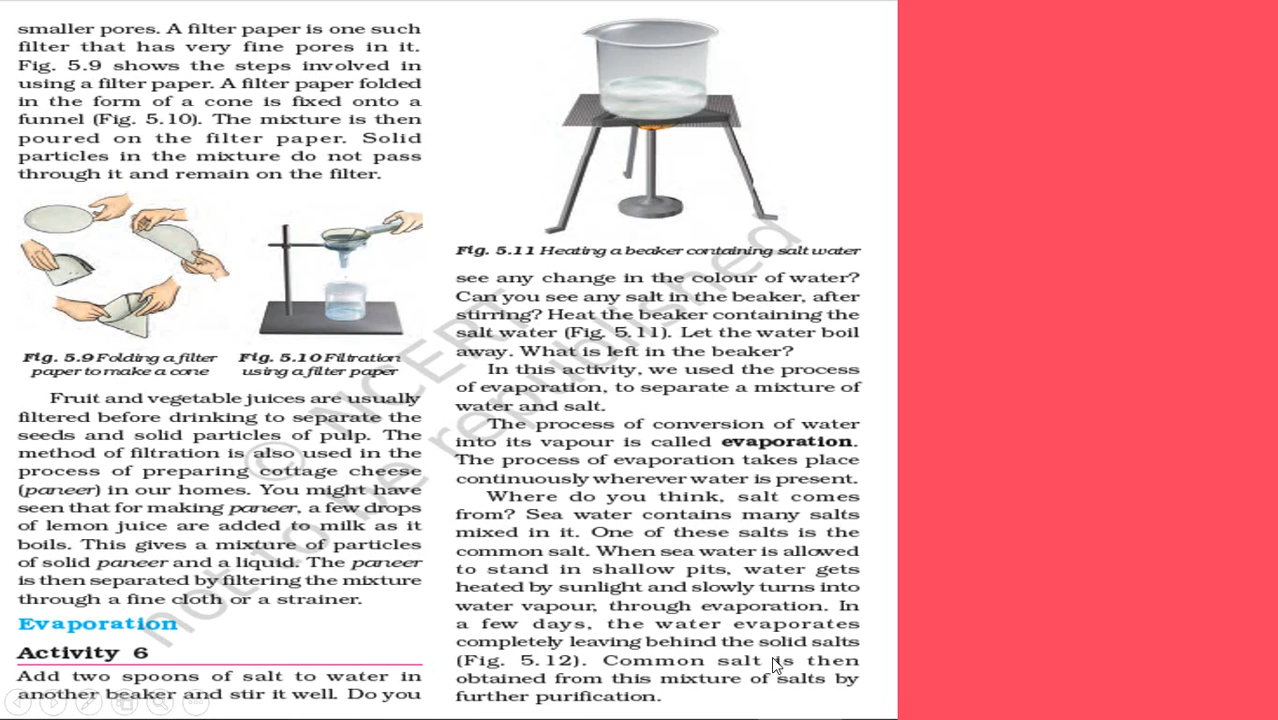 smaller pores. A filter paper is one such
filter that has very fine pores in it.
Fig. 5.9 shows the steps involved in
using a filter paper. A filter paper folded
in the form of a cone is fixed onto a
funnel (Fig. 5.10). The mixture is then
poured on the filter paper. Solid
particles in the mixture do not pass
through it and remain on the filter.
Fig. 5.9 Folding a filter
paper to make a cone
Fig. 5.10 Filtration
using a filter paper
Fruit and vegetable juices are usually
filtered before drinking to separate the
seeds and solid particles of pulp. The
method of filtration is also used in the
process of preparing cottage cheese
(paneer) in our homes. You might have
seen that for making paneer, a few drops
of lemon juice are added to milk as it
boils. This gives a mixture of particles
of solid paneer and a liquid. The paneer
is then separated by filtering the mixture
through a fine cloth or a strainer.
Evaporation
Activity 6
Add two spoons of salt to water in
another beaker and stir it well. Do you
Fig. 5.11 Heating a beaker containing salt water
see any change in the colour of water?
Can you see any salt in the beaker, after
stirring? Heat the beaker containing the
salt water (Fig. 5.11). Let the water boil
away. What is left in the beaker?
In this activity, we used the process
of evaporation, to separate a mixture of
water and salt.
The process of conversion of water
into its vapour is called evaporation.
The process of evaporation takes place
continuously wherever water is present.
Where do you think, salt comes
from? Sea water contains many salts
mixed in it. One of these salts is the
common salt. When sea water is allowed
to stand in shallow pits, water gets
heated by sunlight and slowly turns into
water vapour, through evaporation. In
a few days, the water evaporates
completely leaving behind the solid salts
(Fig. 5.12). Common salt is then
obtained from this mixture of salts by
further purification.
© NCERT
not to be republished